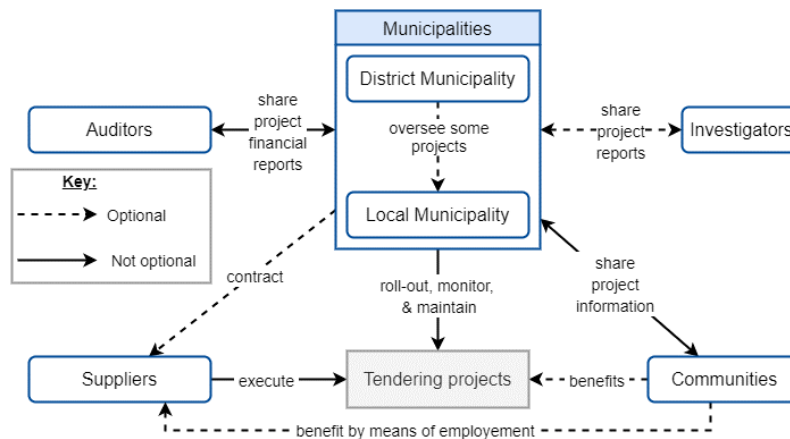 Municipalities
District Municipality
oversee some
projects
Local Municipality
Auditors
share
project
financial
reports
share
project
reports
Investigators
Key:
Optional
Not optional
contract
roll-out, monitor,
& maintain
share
project
information
Suppliers
execute
Tendering projects
benefits
Communities
benefit by means of employement